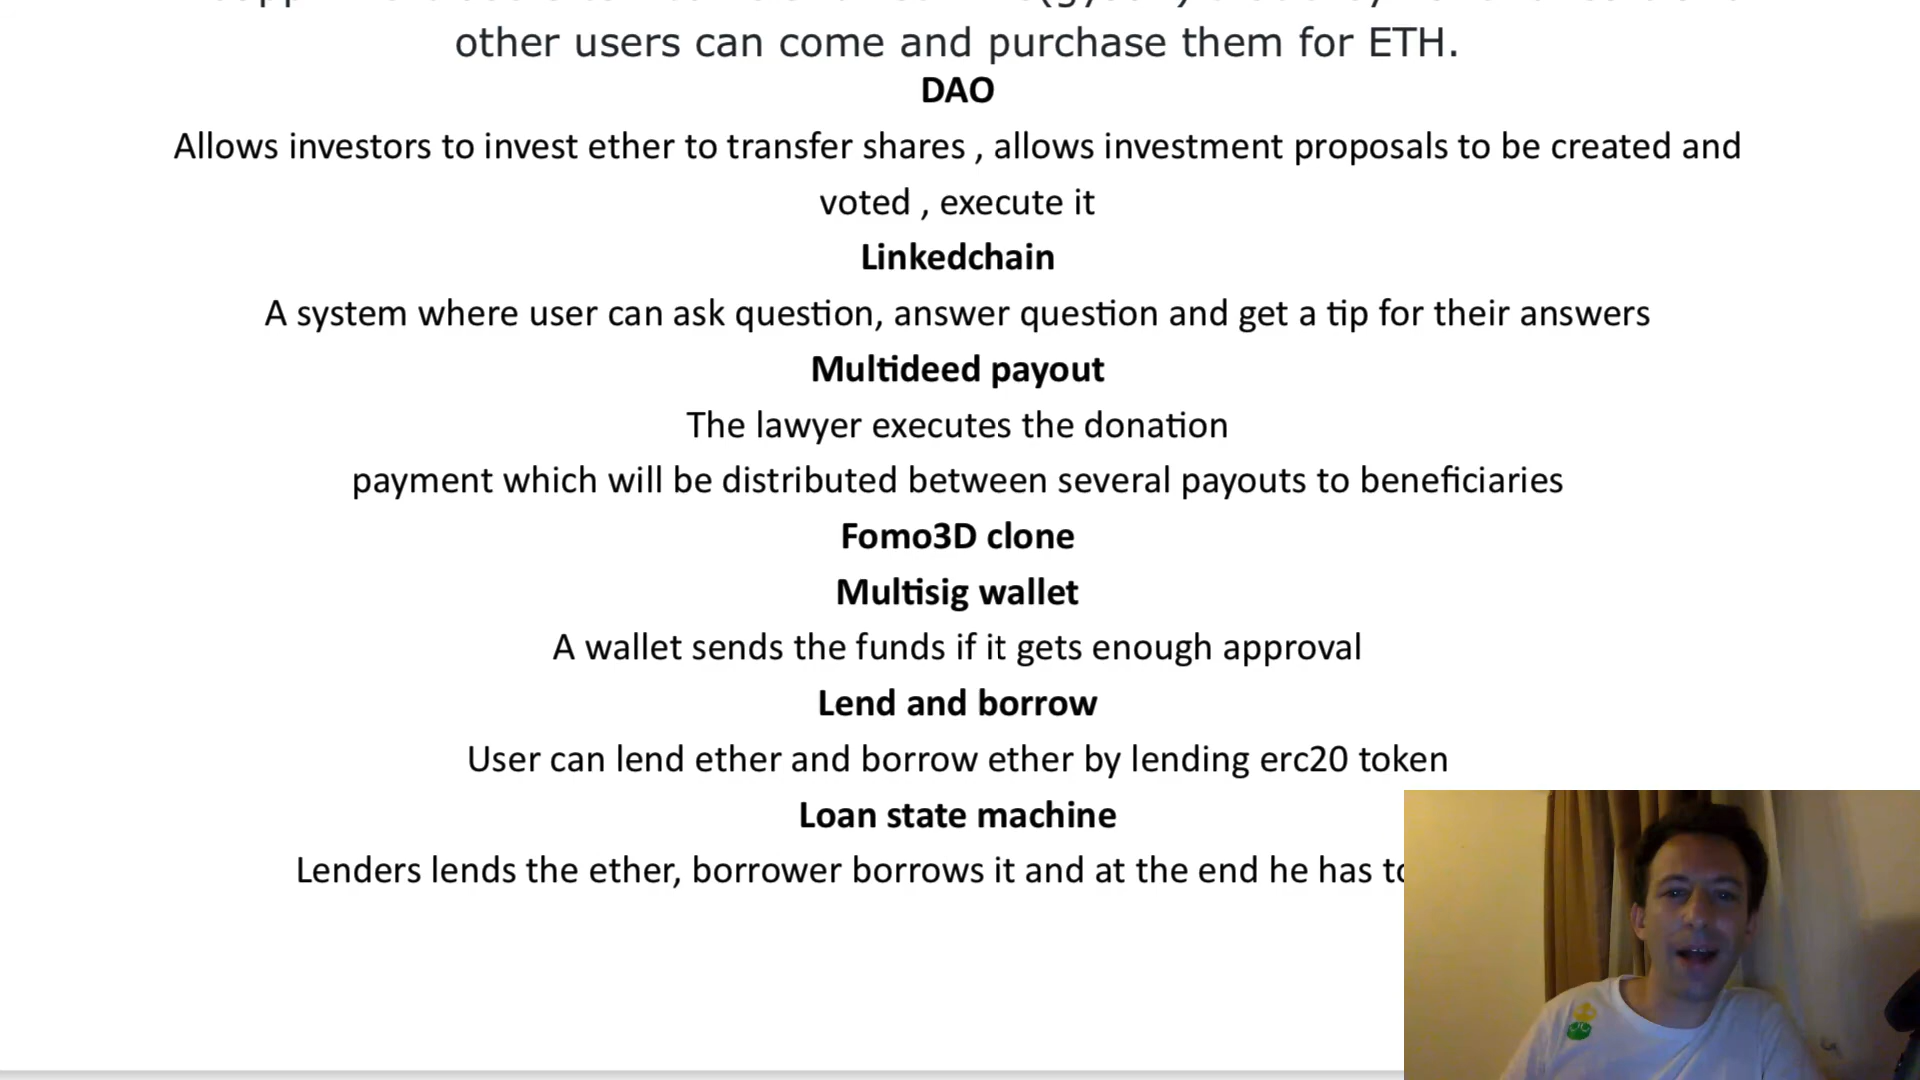 other users can come and purchase them for ETH.
DAO
Allows investors to invest ether to transfer shares , allows investment proposals to be created and
voted , execute it
Linkedchain
A system where user can ask question, answer question and get a tip for their answers
Multideed payout
The lawyer executes the donation
payment which will be distributed between several payouts to beneficiaries
Fomo3D clone
Multisig wallet
A wallet sends the funds if it gets enough approval
Lend and borrow
User can lend ether and borrow ether by lending erc20 token
Loan state machine
Lenders lends the ether, borrower borrows it and at the end he has